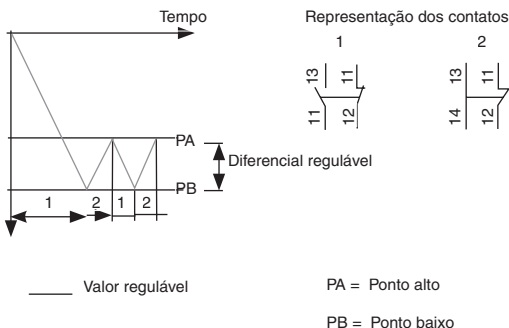 Tempo
Representação dos contatos
1 2
13 11 13 11
11 12 14 12
PA
Diferencial regulável
PB
1 2 1 2
Valor regulável
PA = Ponto alto
PB = Ponto baixo